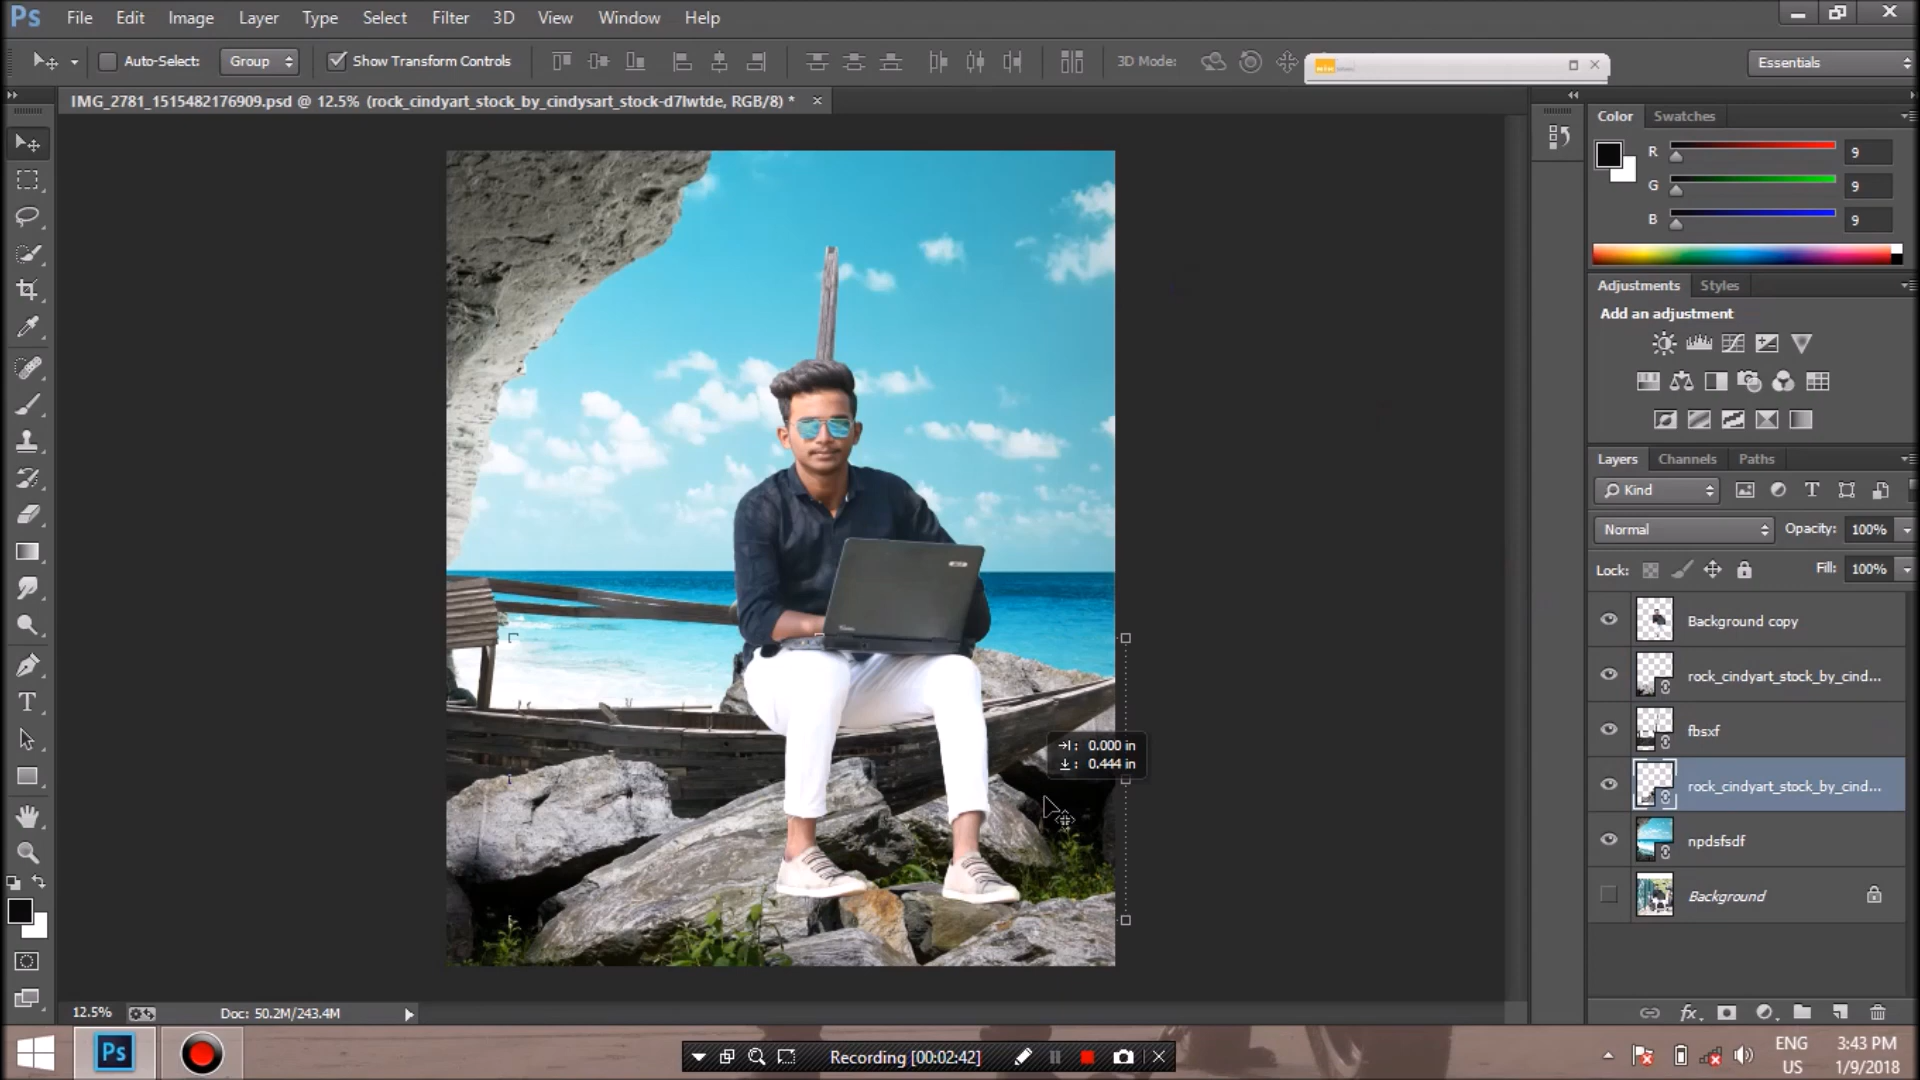 Ps File Edit Image Layer Type Select Filter 3D View Window Help
Auto-Select: Group Show Transform Controls 3D Mode: Essentials
IMG_2781_1515482176909.psd @ 12.5% (rock_cindyart_stock_by_cindysart_stock-d7lwtde, RGB/8) *
Color Swatches
R 9
G 9
B 9
Adjustments Styles
Add an adjustment
Layers Channels Paths
Kind
Normal Opacity: 100%
Lock: Fill: 100%
Background copy
rock_cindyart_stock_by_cind...
fbsxf
rock_cindyart_stock_by_cind...
npdsfsdf
Background
acer
0.000 in
0.444 in
12.5% Doc: 50.2M/243.4M
Ps Recording [00:02:42]
ENG 3:43 PM
US 1/9/2018